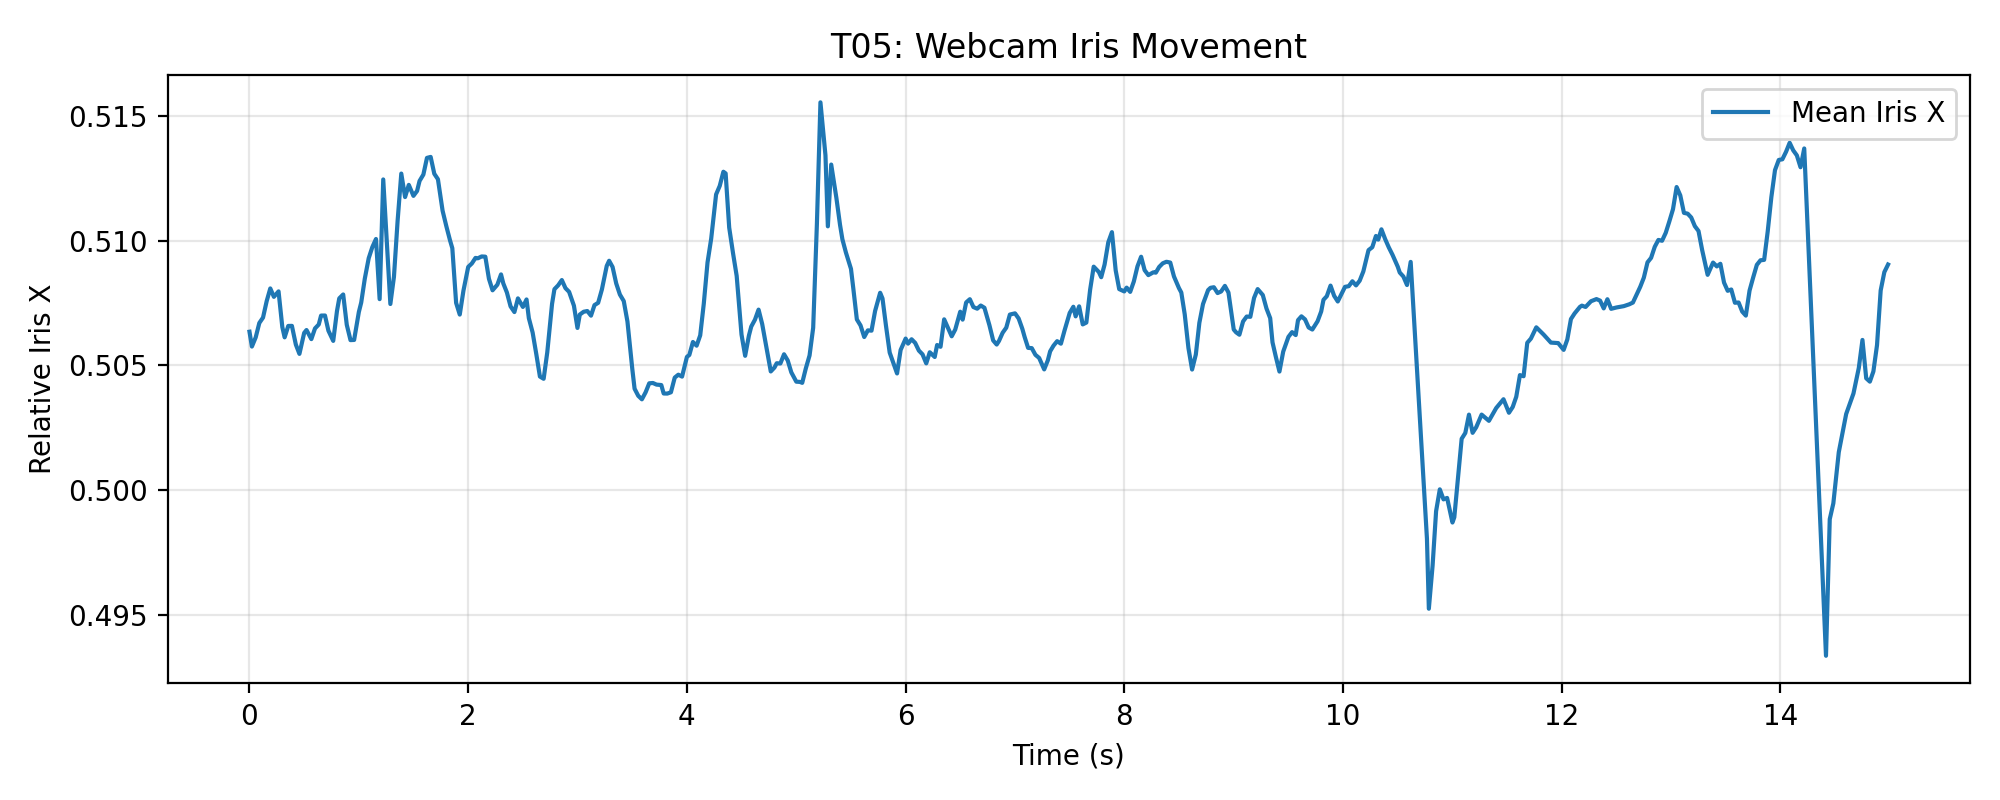 T05: Webcam Iris Movement
Mean Iris X
Relative Iris X
0.515
0.510
0.505
0.500
0.495
0 2 4 6 8 10 12 14
Time (s)